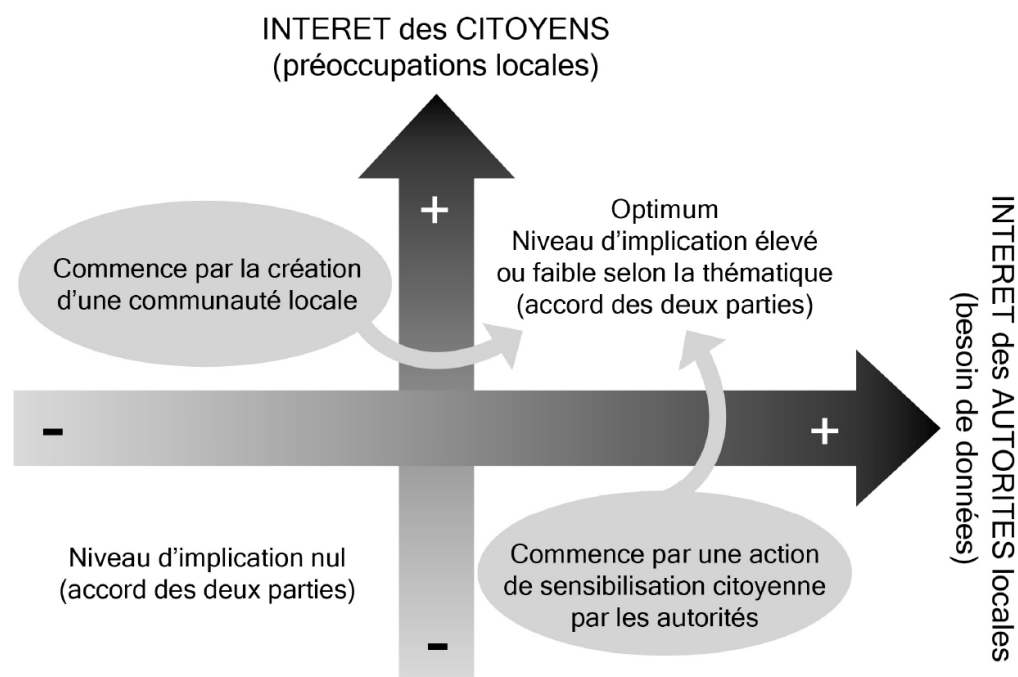 INTERET des CITOYENS
(préoccupations locales)
+
Optimum
Niveau d'implication élevé
ou faible selon la thématique
(accord des deux parties)
Commence par la création
d'une communauté locale
INTERET des AUTORITES locales
(besoin de données)
-
+
Niveau d'implication nul
(accord des deux parties)
Commence par une action
de sensibilisation citoyenne
par les autorités
-